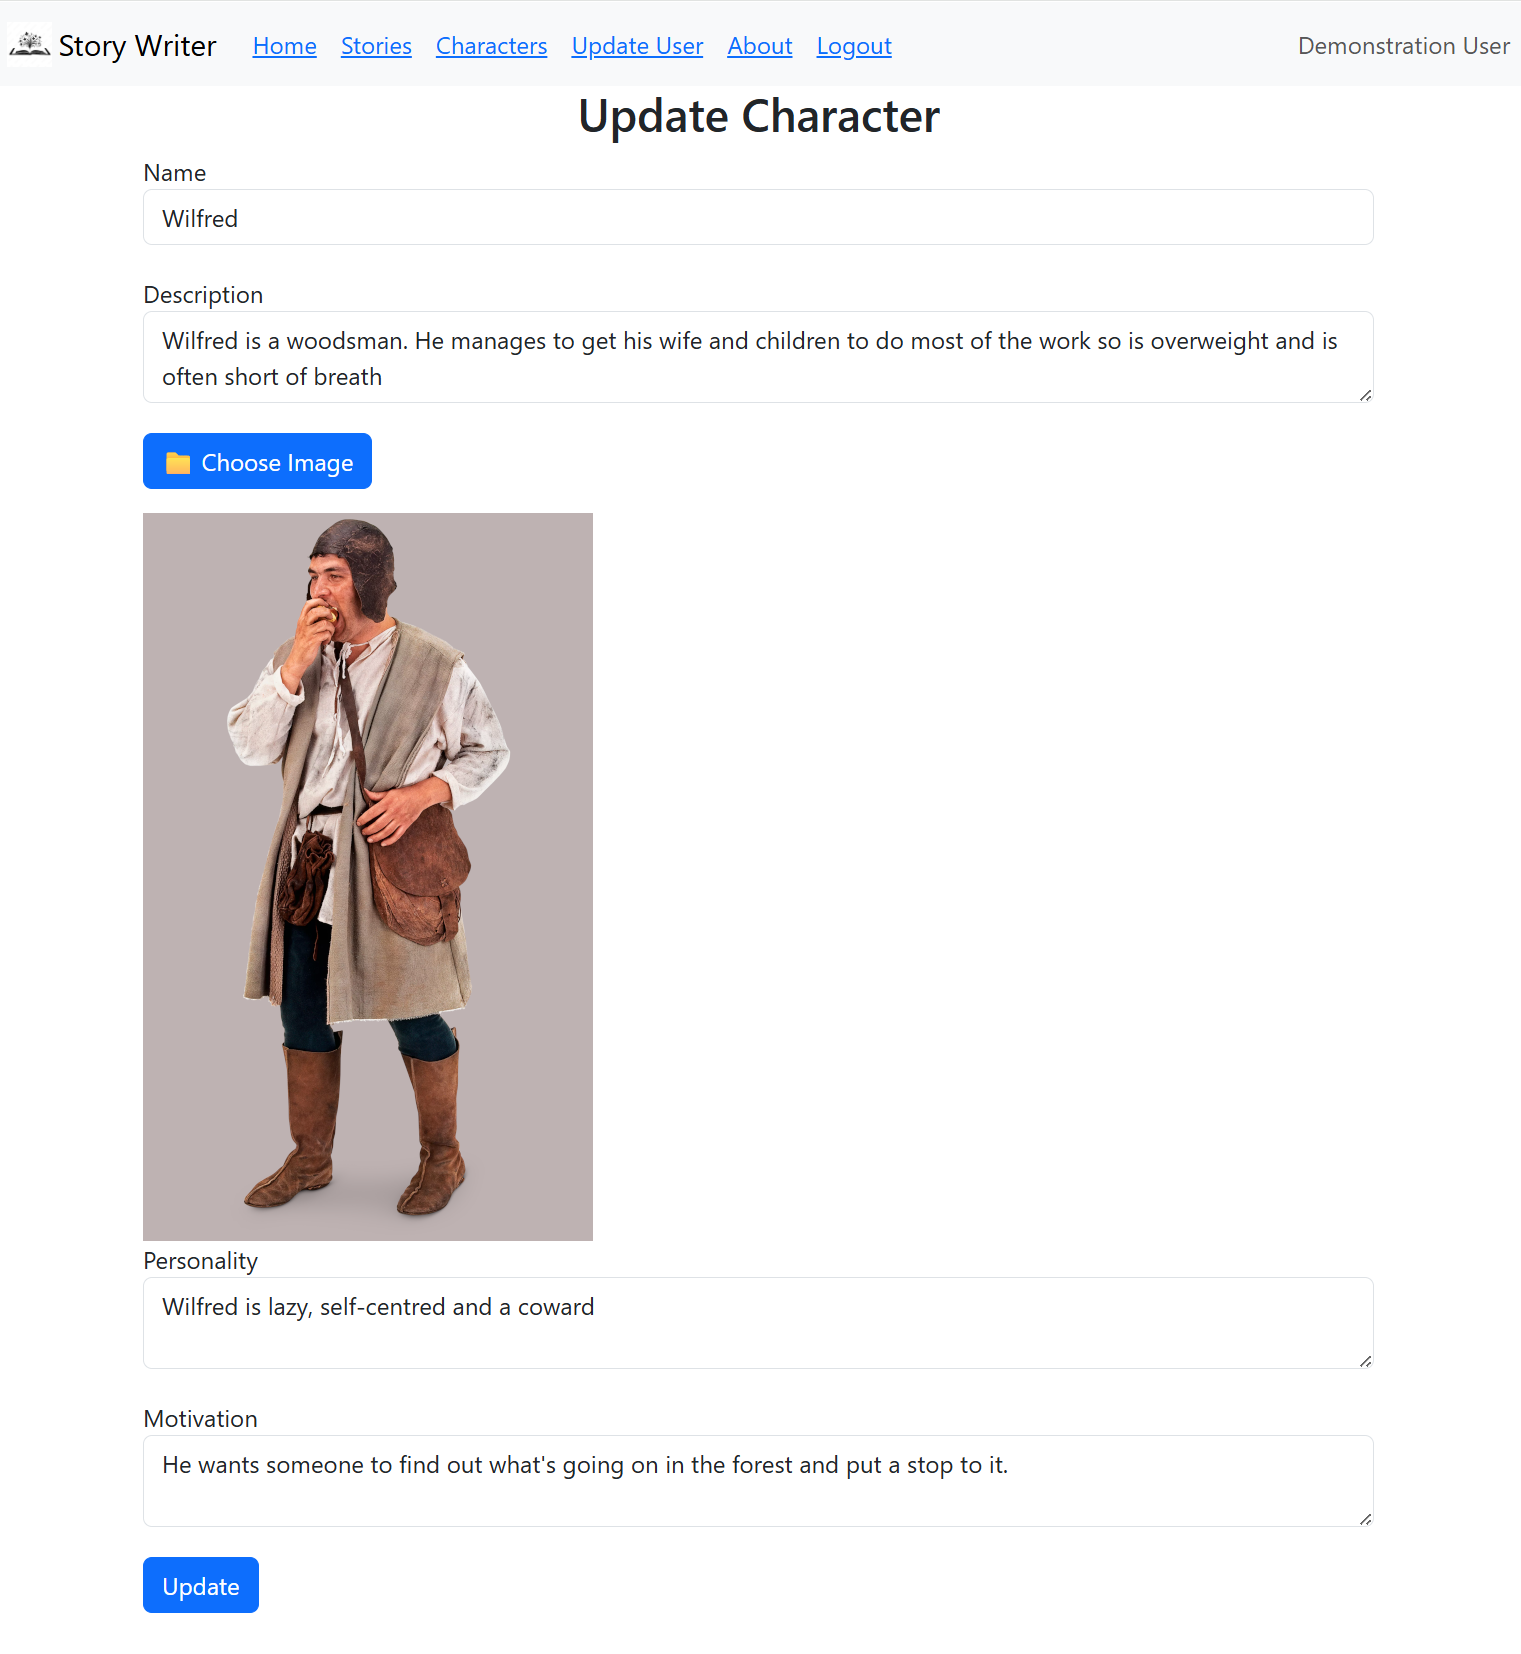 Story Writer Home Stories Characters Update User About Logout Demonstration User
Update Character
Name
Wilfred
Description
Wilfred is a woodsman. He manages to get his wife and children to do most of the work so is overweight and is
often short of breath
Choose Image
Personality
Wilfred is lazy, self-centred and a coward
Motivation
He wants someone to find out what's going on in the forest and put a stop to it.
Update